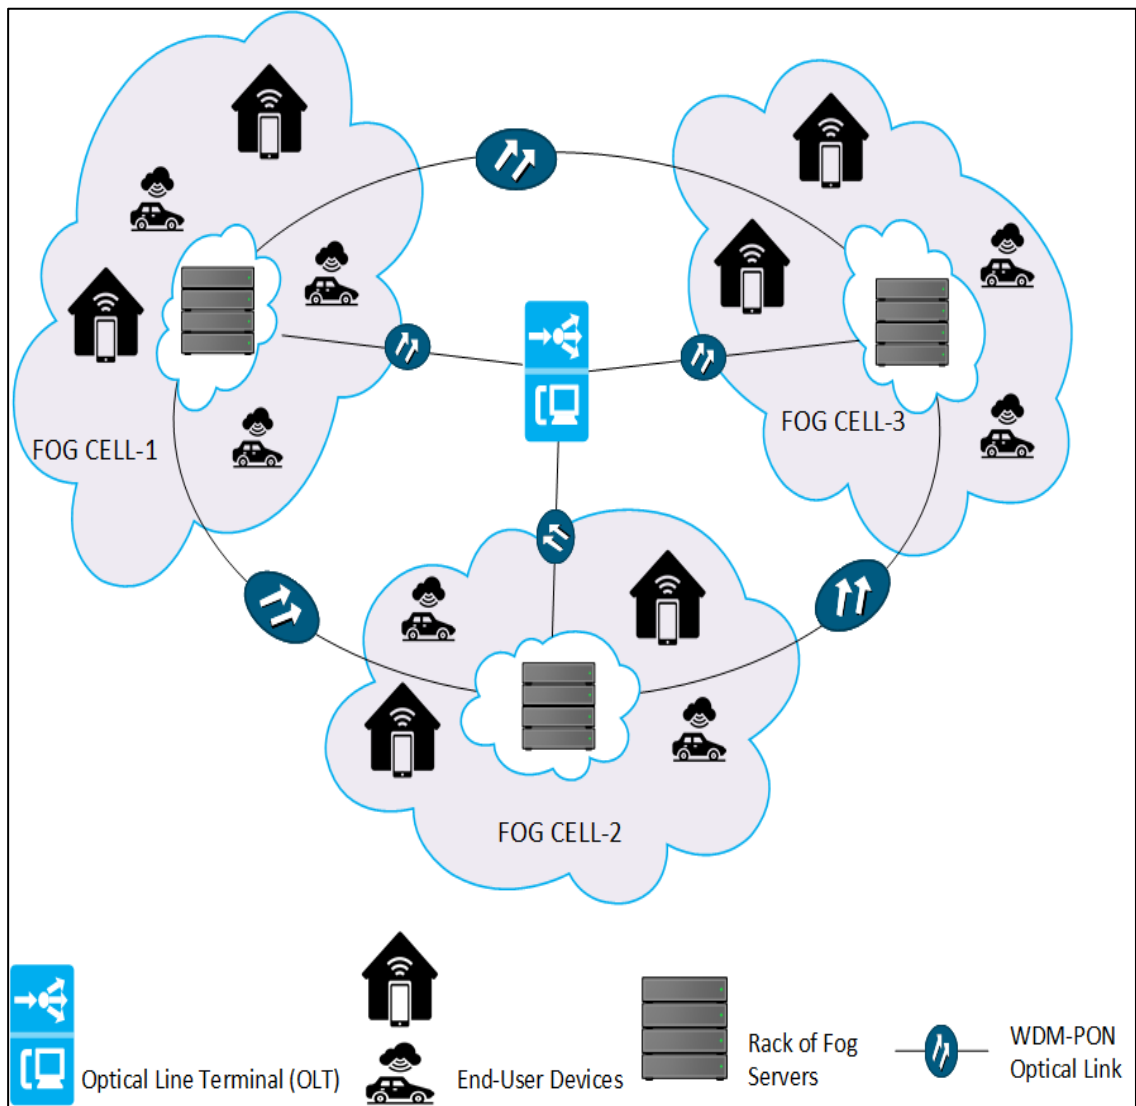 FOG CELL-1
FOG CELL-3
FOG CELL-2
Optical Line Terminal (OLT)
End-User Devices
Rack of Fog
Servers
WDM-PON
Optical Link